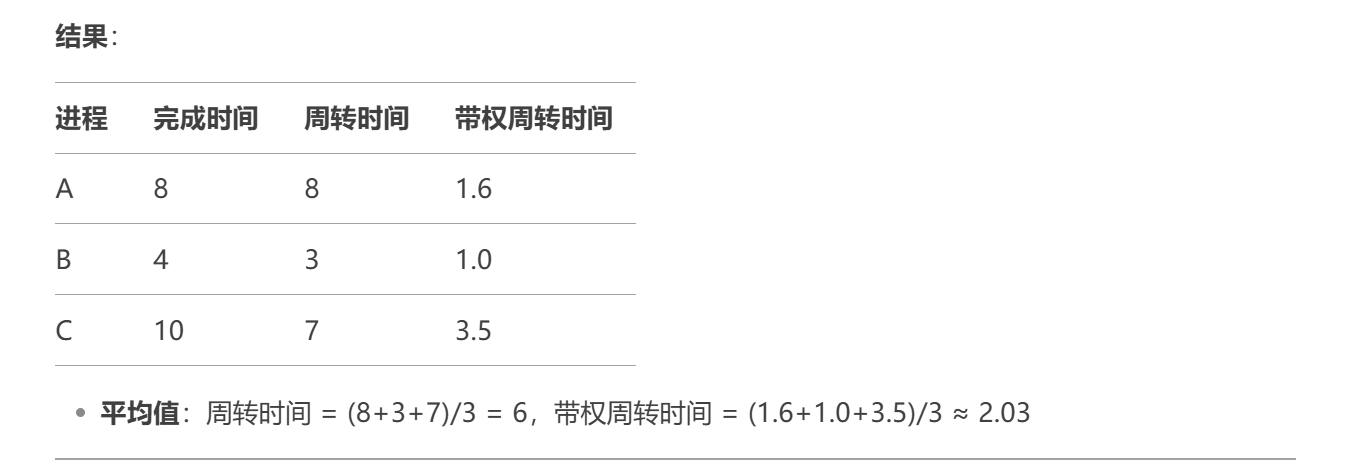 结果：
进程 完成时间 周转时间 带权周转时间
A 8 8 1.6
B 4 3 1.0
C 10 7 3.5
• 平均值：周转时间 = (8+3+7)/3 = 6，带权周转时间 = (1.6+1.0+3.5)/3 ≈ 2.03